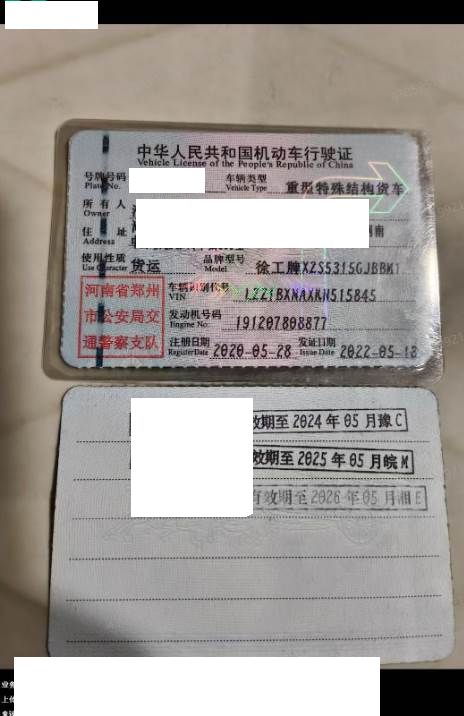 中华人民共和国机动车行驶证
Vehicle License of the People's Republic of China
号牌号码
Plate No.
车辆类型
Vehicle Type
重型特殊结构货车
所有人
Owner
住址
Address
南
使用性质
Use Character
货运
品牌型号
Model
徐工牌XZS5315GJBBM1
河南省郑州
市公安局交
通警察支队
车辆识别代号
VIN
发动机号码
Engine No.
191207808877
注册日期
Register Date
2020-05-28
发证日期
Issue Date
2022-05-18
效期至2024年05月豫C
效期至2025年05月皖M
有效期至2026年05月湘E
业务
上传